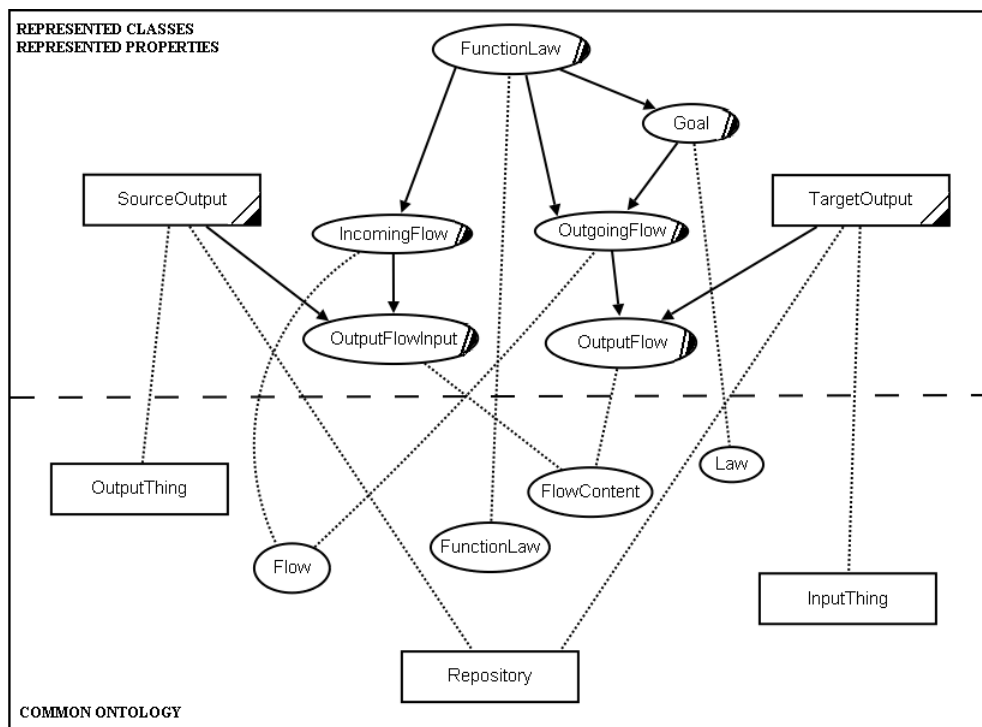 REPRESENTED CLASSES
REPRESENTED PROPERTIES
FunctionLaw
Goal
SourceOutput
TargetOutput
IncomingFlow
OutgoingFlow
OutputFlowInput
OutputFlow
Law
OutputThing
FlowContent
FunctionLaw
Flow
InputThing
Repository
COMMON ONTOLOGY